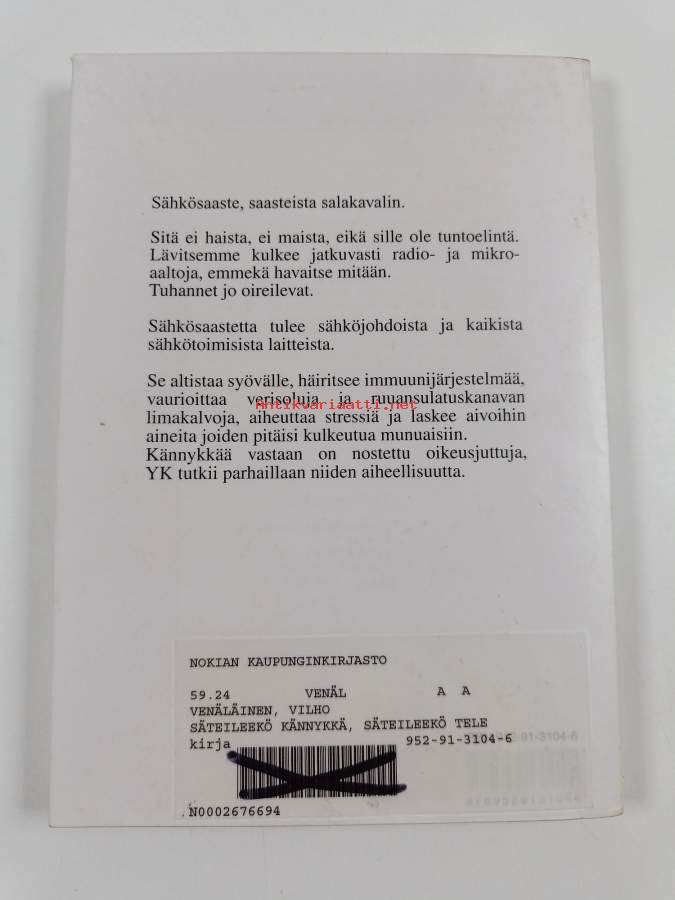 Sähkösaaste, saasteista salakavalin.
Sitä ei haista, ei maista, eikä sille ole tuntoelintä.
Lävitsemme kulkee jatkuvasti radio- ja mikro-
aaltoja, emmekä havaitse mitään.
Tuhannet jo oireilevat.
Sähkösaastetta tulee sähköjohdoista ja kaikista
sähkötoimisista laitteista.
Se altistaa syövälle, häiritsee immuunijärjestelmää,
vaurioittaa verisoluja ja ruuansulatuskanavan
Antikvariaatti.net
limakalvoja, aiheuttaa stressiä ja laskee aivoihin
aineita joiden pitäisi kulkeutua munuaisiin.
Kännykkää vastaan on nostettu oikeusjuttuja,
YK tutkii parhaillaan niiden aiheellisuutta.
NOKIAN KAUPUNGINKIRJASTO
59.24 VENÄL A A
VENÄLÄINEN, VILHO
SÄTEILEEKÖ KÄNNYKKÄ, SÄTEILEEKÖ TELE
kirja 952-91-3104-6
-91-3104-6
N0002676694